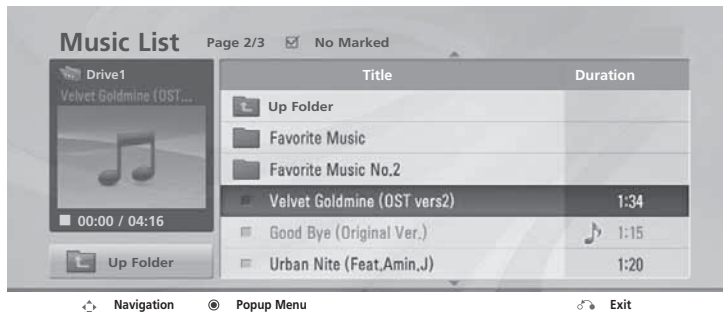 Music List Page 2/3 No Marked
Drive1
Velvet Goldmine (OST...
00:00 / 04:16
Up Folder
Title Duration
Up Folder
Favorite Music
Favorite Music No.2
Velvet Goldmine (OST vers2) 1:34
Good Bye (Original Ver.) 1:15
Urban Nite (Feat,Amin,J) 1:20
Navigation Popup Menu Exit